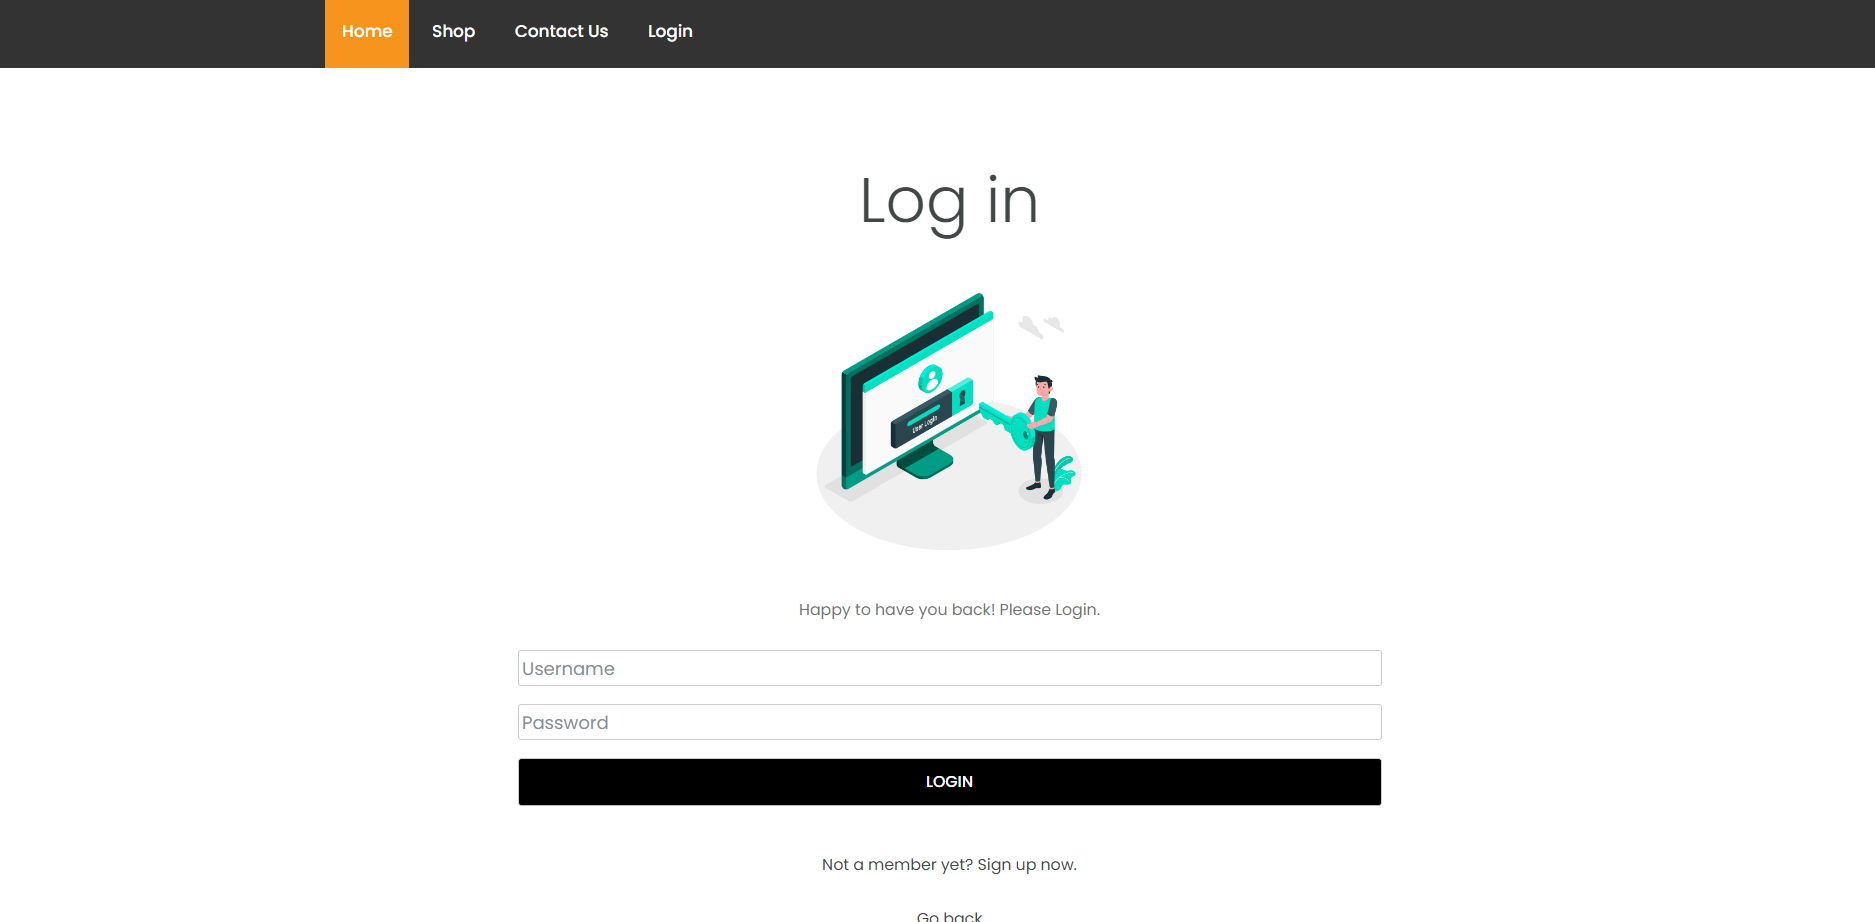 Home Shop Contact Us Login
Log in
User Login
Happy to have you back! Please Login.
Username
Password
LOGIN
Not a member yet? Sign up now.
Go back